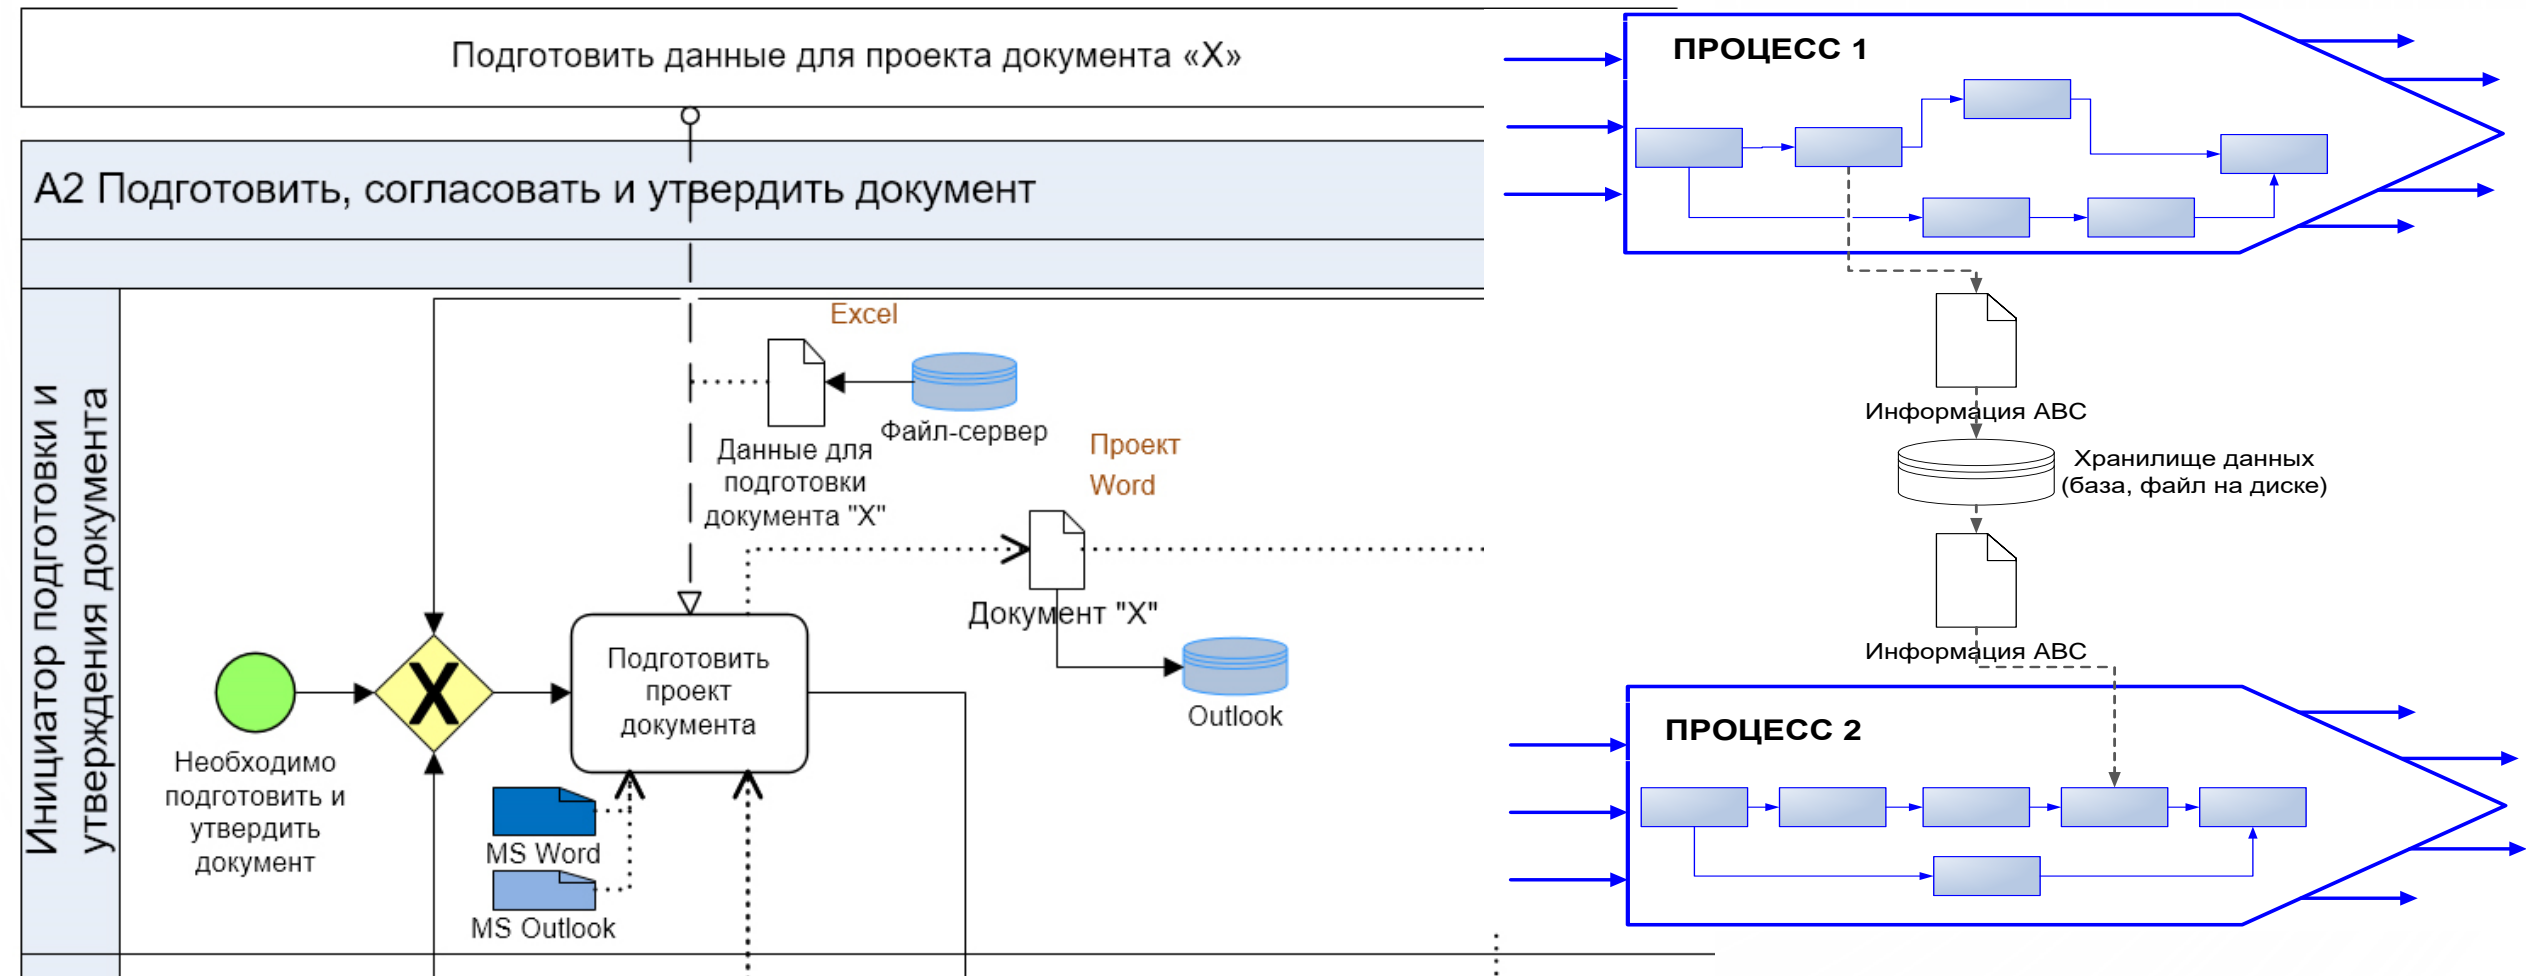 Подготовить данные для проекта документа «X»
А2 Подготовить, согласовать и утвердить документ
Инициатор подготовки и
утверждения документа
Excel
Файл-сервер
Данные для
подготовки
документа "X"
Проект
Word
Документ "X"
Outlook
Подготовить
проект
документа
X
Необходимо
подготовить и
утвердить
документ
MS Word
MS Outlook
ПРОЦЕСС 1
Информация ABC
Хранилище данных
(база, файл на диске)
Информация ABC
ПРОЦЕСС 2